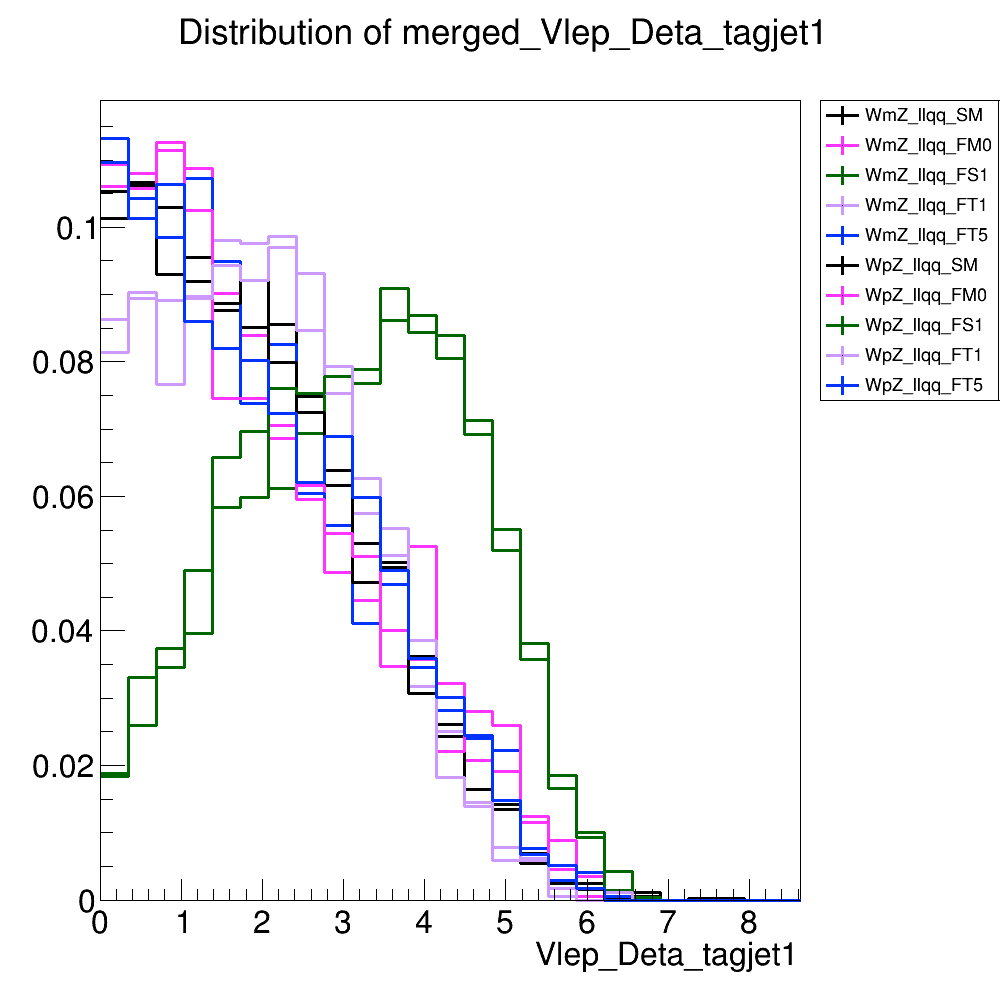 Distribution of merged_Vlep_Deta_tagjet1
WmZ_llqq_SM
WmZ_llqq_FM0
WmZ_llqq_FS1
WmZ_llqq_FT1
WmZ_llqq_FT5
WpZ_llqq_SM
WpZ_llqq_FM0
WpZ_llqq_FS1
WpZ_llqq_FT1
WpZ_llqq_FT5
0.1
0.08
0.06
0.04
0.02
0
0 1 2 3 4 5 6 7 8
Vlep_Deta_tagjet1